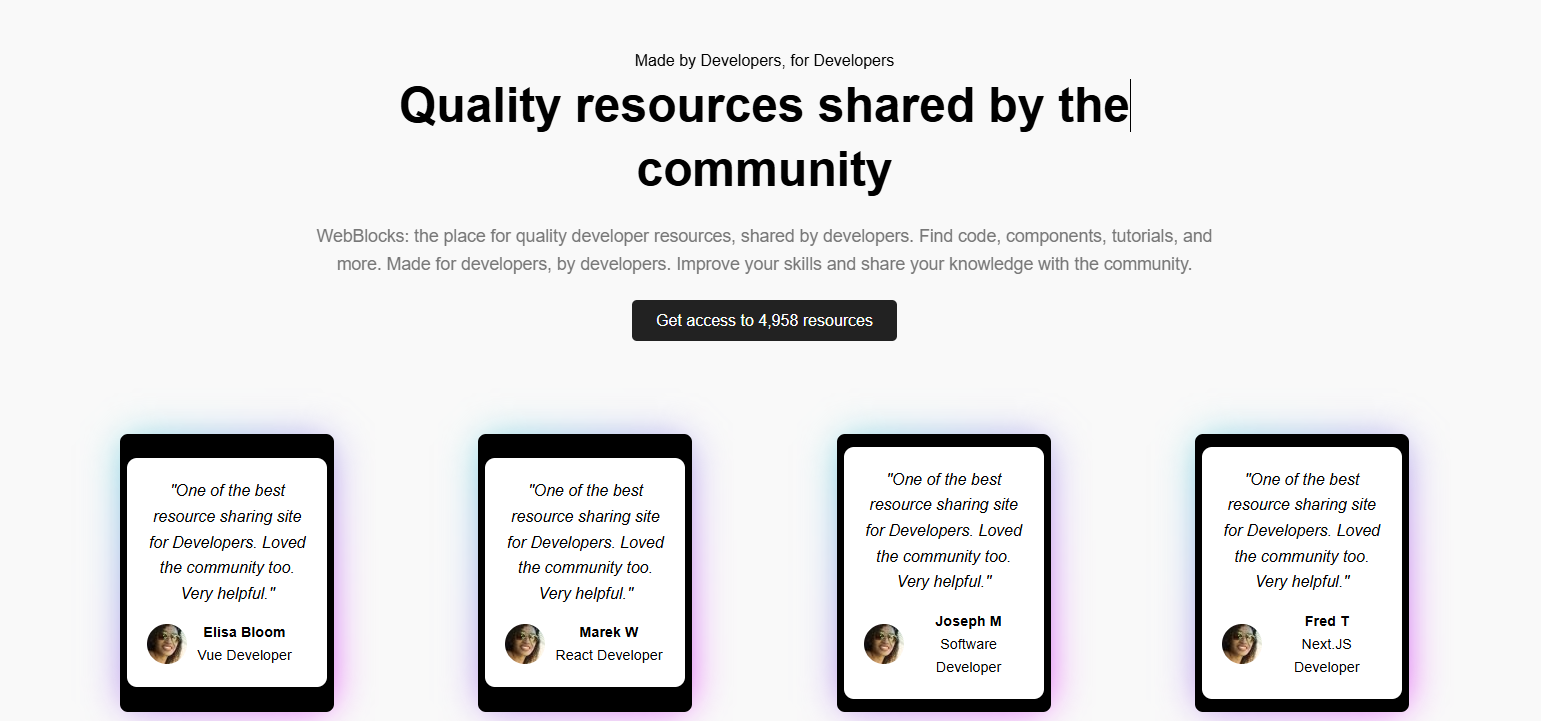 Made by Developers, for Developers
Quality resources shared by the
community
WebBlocks: the place for quality developer resources, shared by developers. Find code, components, tutorials, and
more. Made for developers, by developers. Improve your skills and share your knowledge with the community.
Get access to 4,958 resources
"One of the best
resource sharing site
for Developers. Loved
the community too.
Very helpful."
Elisa Bloom
Vue Developer
"One of the best
resource sharing site
for Developers. Loved
the community too.
Very helpful."
Marek W
React Developer
"One of the best
resource sharing site
for Developers. Loved
the community too.
Very helpful."
Joseph M
Software
Developer
"One of the best
resource sharing site
for Developers. Loved
the community too.
Very helpful."
Fred T
Next.JS
Developer